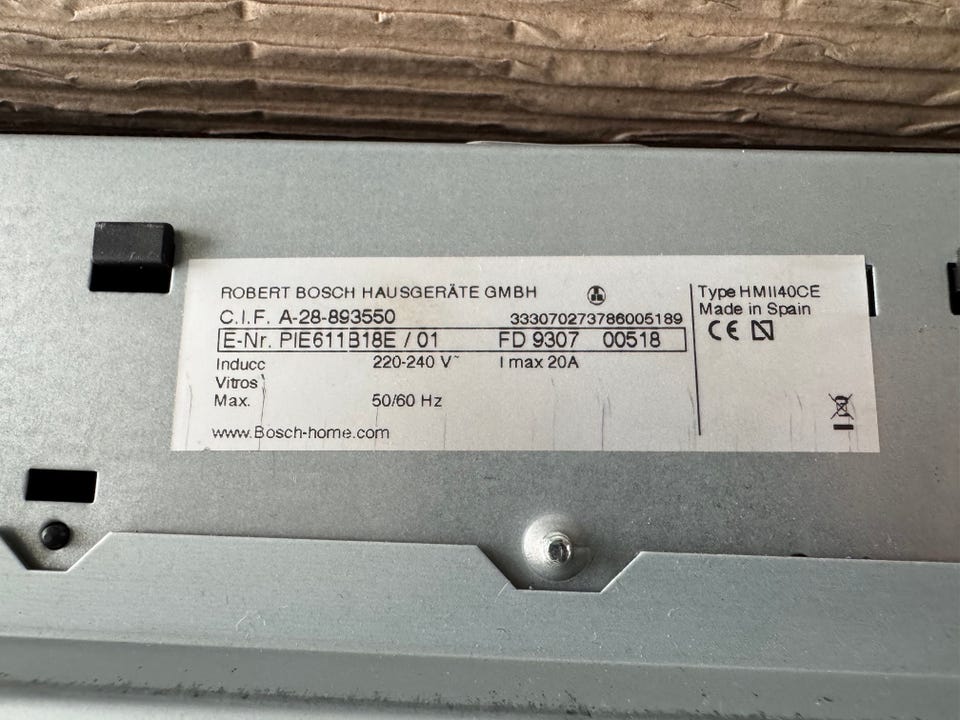 ROBERT BOSCH HAUSGERÄTE GMBH
C.I.F. A-28-893550
333070273786005189
E-Nr. PIE611B18E / 01 FD 9307 00518
Inducc 220-240 V~ I max 20A
Vitros
Max. 50/60 Hz
www.Bosch-home.com
Type HMII40CE
Made in Spain
CE N